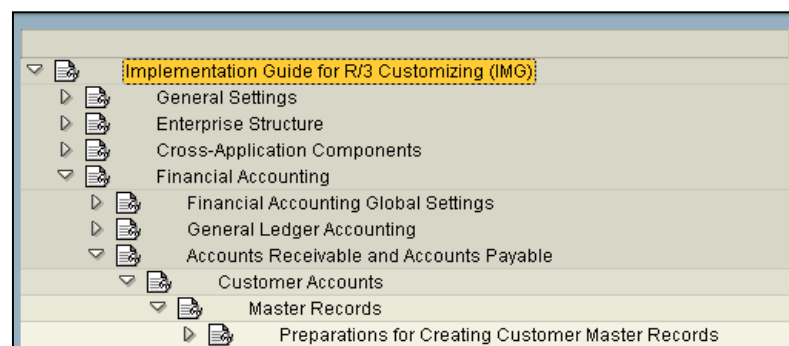 Implementation Guide for R/3 Customizing (IMG)
General Settings
Enterprise Structure
Cross-Application Components
Financial Accounting
Financial Accounting Global Settings
General Ledger Accounting
Accounts Receivable and Accounts Payable
Customer Accounts
Master Records
Preparations for Creating Customer Master Records